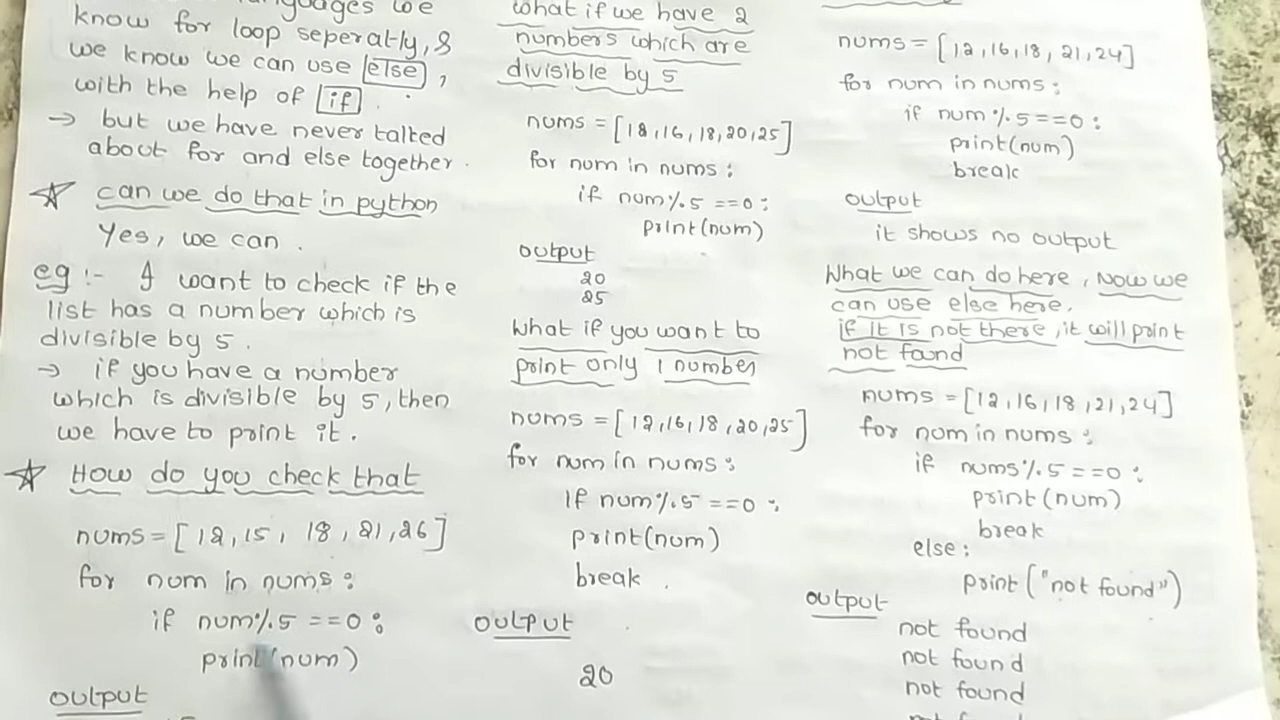 languages we
know for loop seperatly, &
we know we can use else,
with the help of if
→ but we have never talked
about for and else together.
☆ can we do that in python
Yes, we can.
eg :- I want to check if the
list has a number which is
divisible by 5.
→ if you have a number
which is divisible by 5, then
we have to print it.
☆ How do you check that
nums = [12, 15, 18, 21, 26]
for num in nums :
if num % 5 == 0 :
print(num)
output
what if we have 2
numbers which are
divisible by 5
nums = [12,16,18,20,25]
for num in nums :
if num % 5 == 0 :
print(num)
output
20
25
What if you want to
print only 1 number
nums = [12,16,18,20,25]
for num in nums :
if num % 5 == 0 :
print(num)
break .
output
20
nums = [12,16,18, 21,24]
for num in nums :
if num % 5 == 0 :
print(num)
break
output
it shows no output
What we can do here, Now we
can use else here,
if it is not there, it will print
not found
nums = [12,16,18,21,24]
for num in nums :
if nums % 5 == 0 :
print(num)
break
else :
print("not found")
output
not found
not found
not found